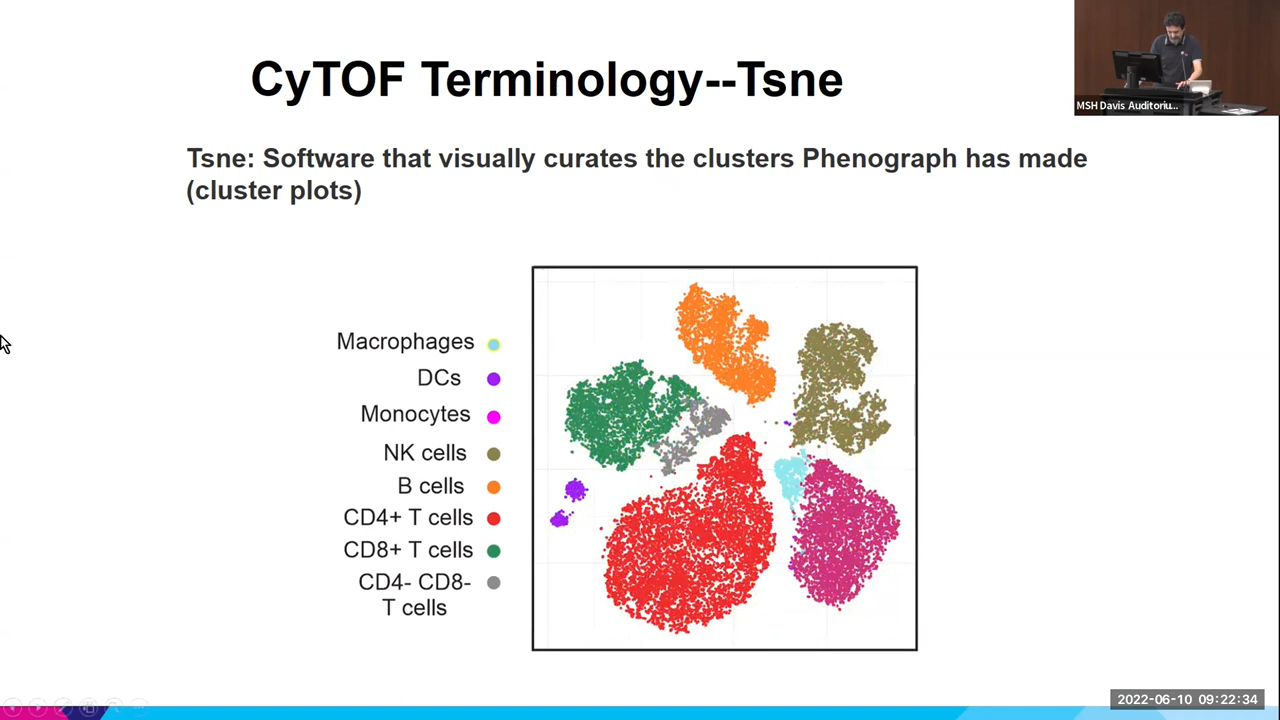 CyTOF Terminology--Tsne
MSH Davis Auditoriu...
Tsne: Software that visually curates the clusters Phenograph has made
(cluster plots)
Macrophages
DCs
Monocytes
NK cells
B cells
CD4+ T cells
CD8+ T cells
CD4- CD8-
T cells
2022-06-10 09:22:34